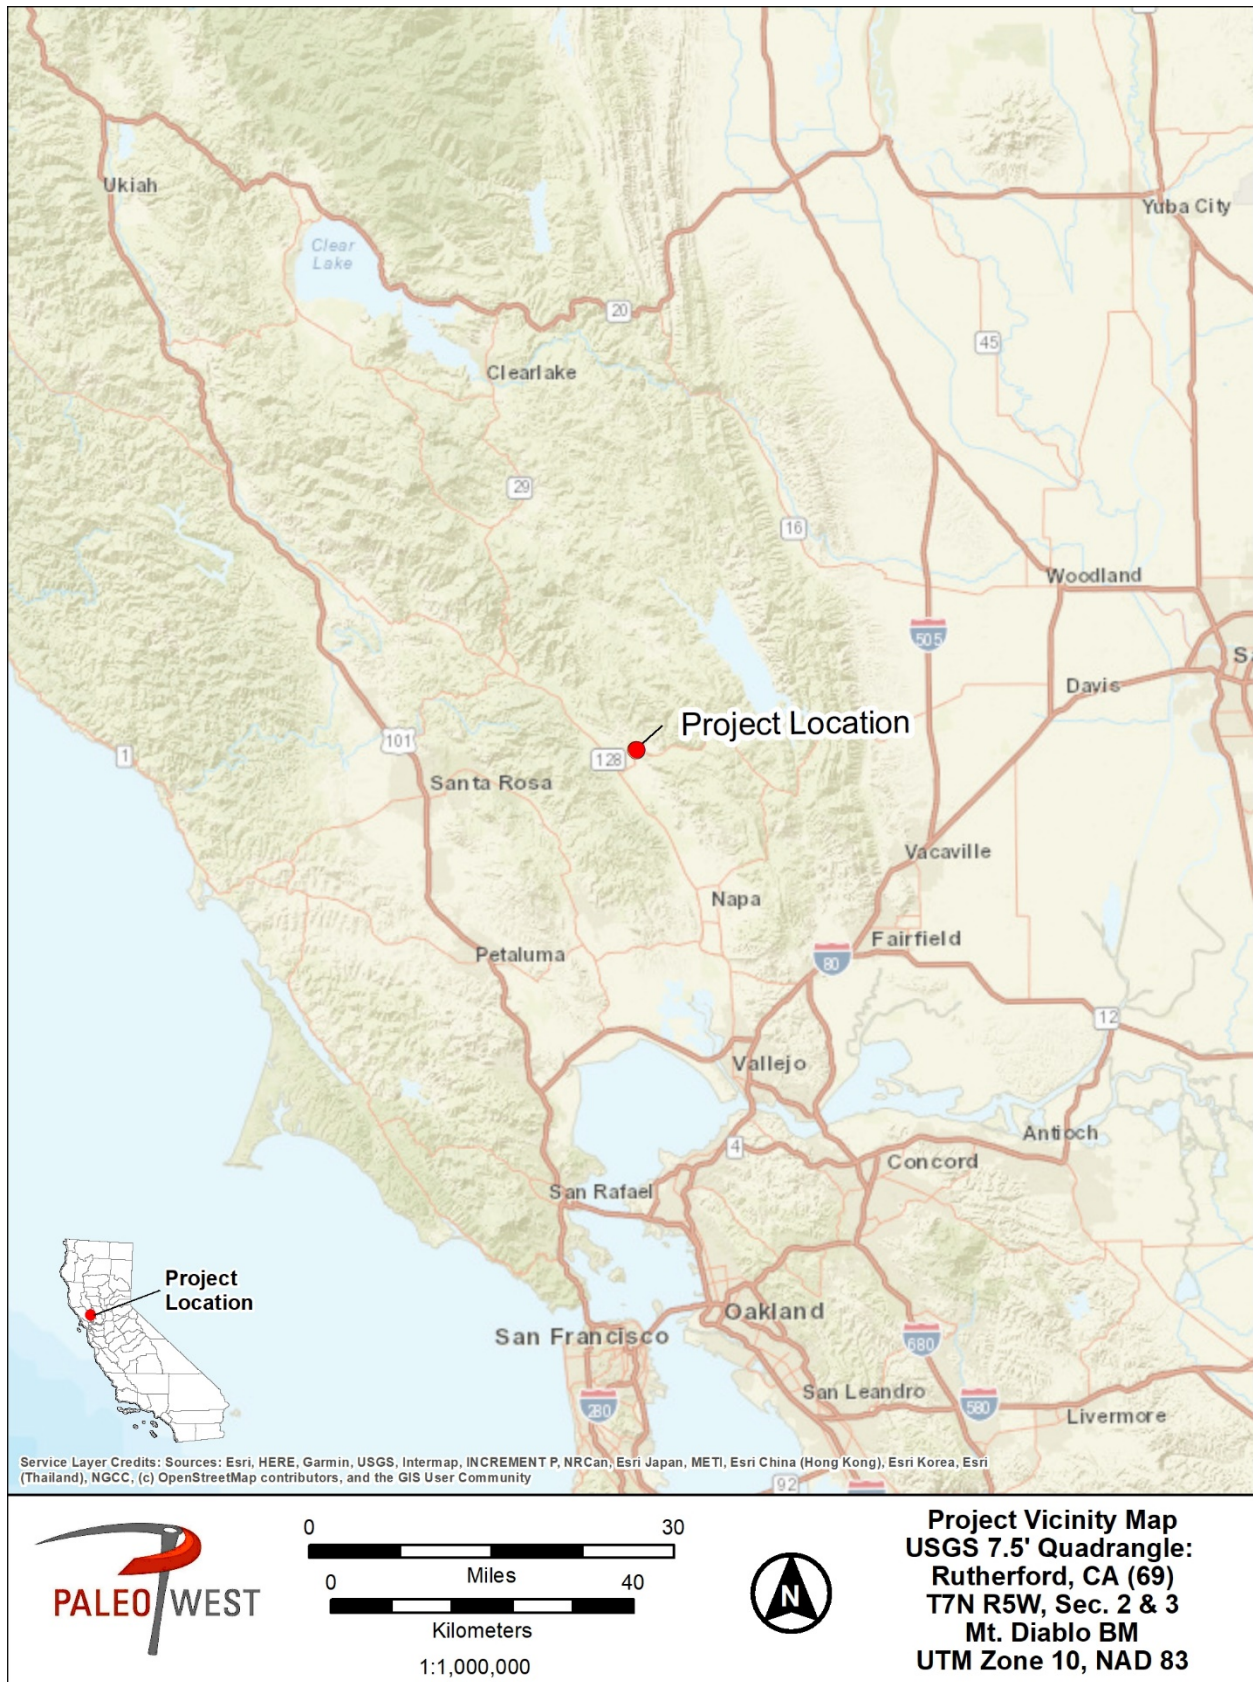 Ukiah
Yuba City
Clear
Lake
20
45
Clearlake
29
16
Woodland
505
Sa
Davis
Project Location
1
101
128
Santa Rosa
Vacaville
Napa
Fairfield
Petaluma
80
12
Vallejo
Antioch
4
Concord
San Rafael
Project
Location
Oakland
San Francisco
680
San Leandro
280
580
Livermore
Service Layer Credits: Sources: Esri, HERE, Garmin, USGS, Intermap, INCREMENT P, NRCan, Esri Japan, METI, Esri China (Hong Kong), Esri Korea, Esri
(Thailand), NGCC, (c) OpenStreetMap contributors, and the GIS User Community
92
PALEO WEST
0 30
Miles
0 40
Kilometers
1:1,000,000
N
Project Vicinity Map
USGS 7.5' Quadrangle:
Rutherford, CA (69)
T7N R5W, Sec. 2 & 3
Mt. Diablo BM
UTM Zone 10, NAD 83